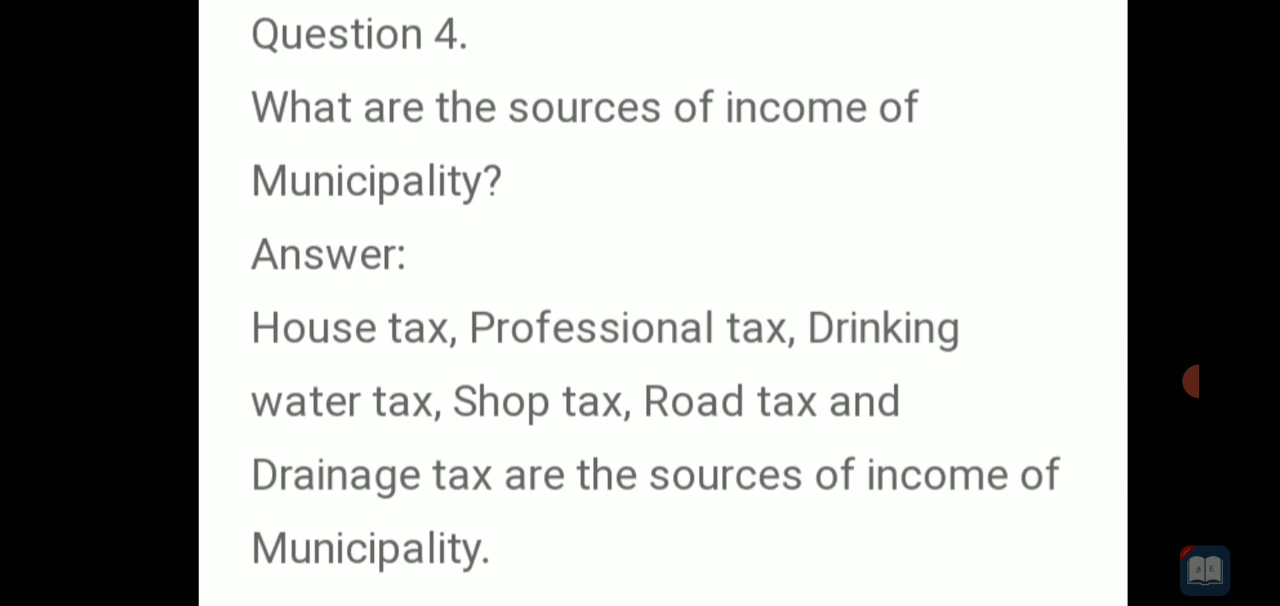 Question 4.
What are the sources of income of
Municipality?
Answer:
House tax, Professional tax, Drinking
water tax, Shop tax, Road tax and
Drainage tax are the sources of income of
Municipality.